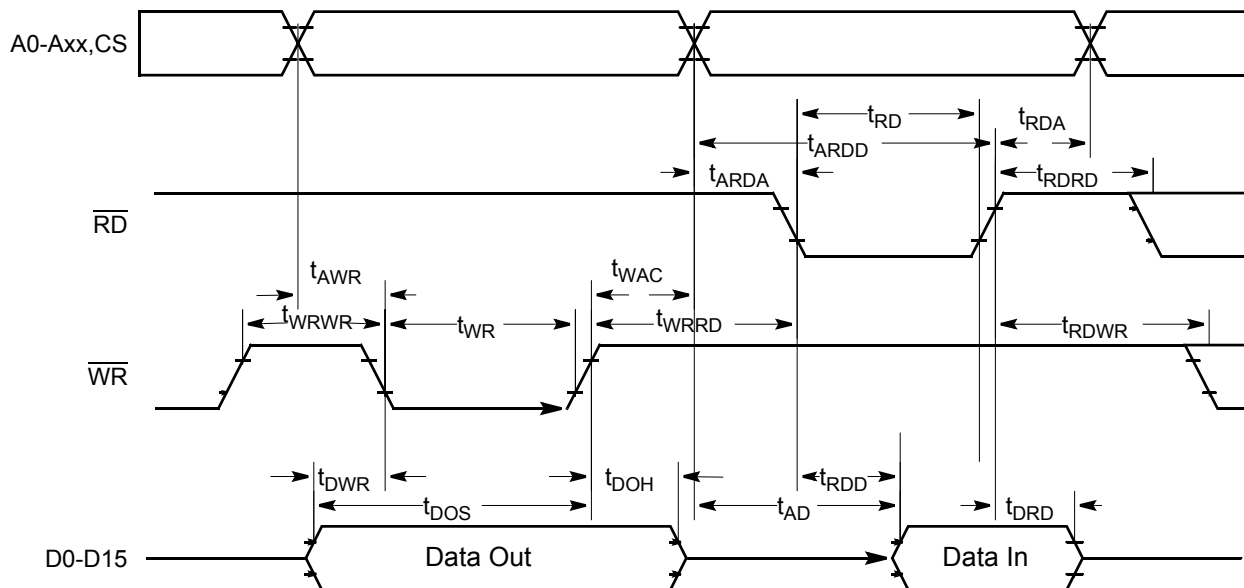 A0-Axx,CS
tRD
tRDA
tARDD
tARDA
tRDRD
RD
tAWR
tWAC
tWRWR
tWR
tWRRD
tRDWR
WR
tDWR
tDOH
tRDD
tDOS
tAD
tDRD
D0-D15
Data Out
Data In